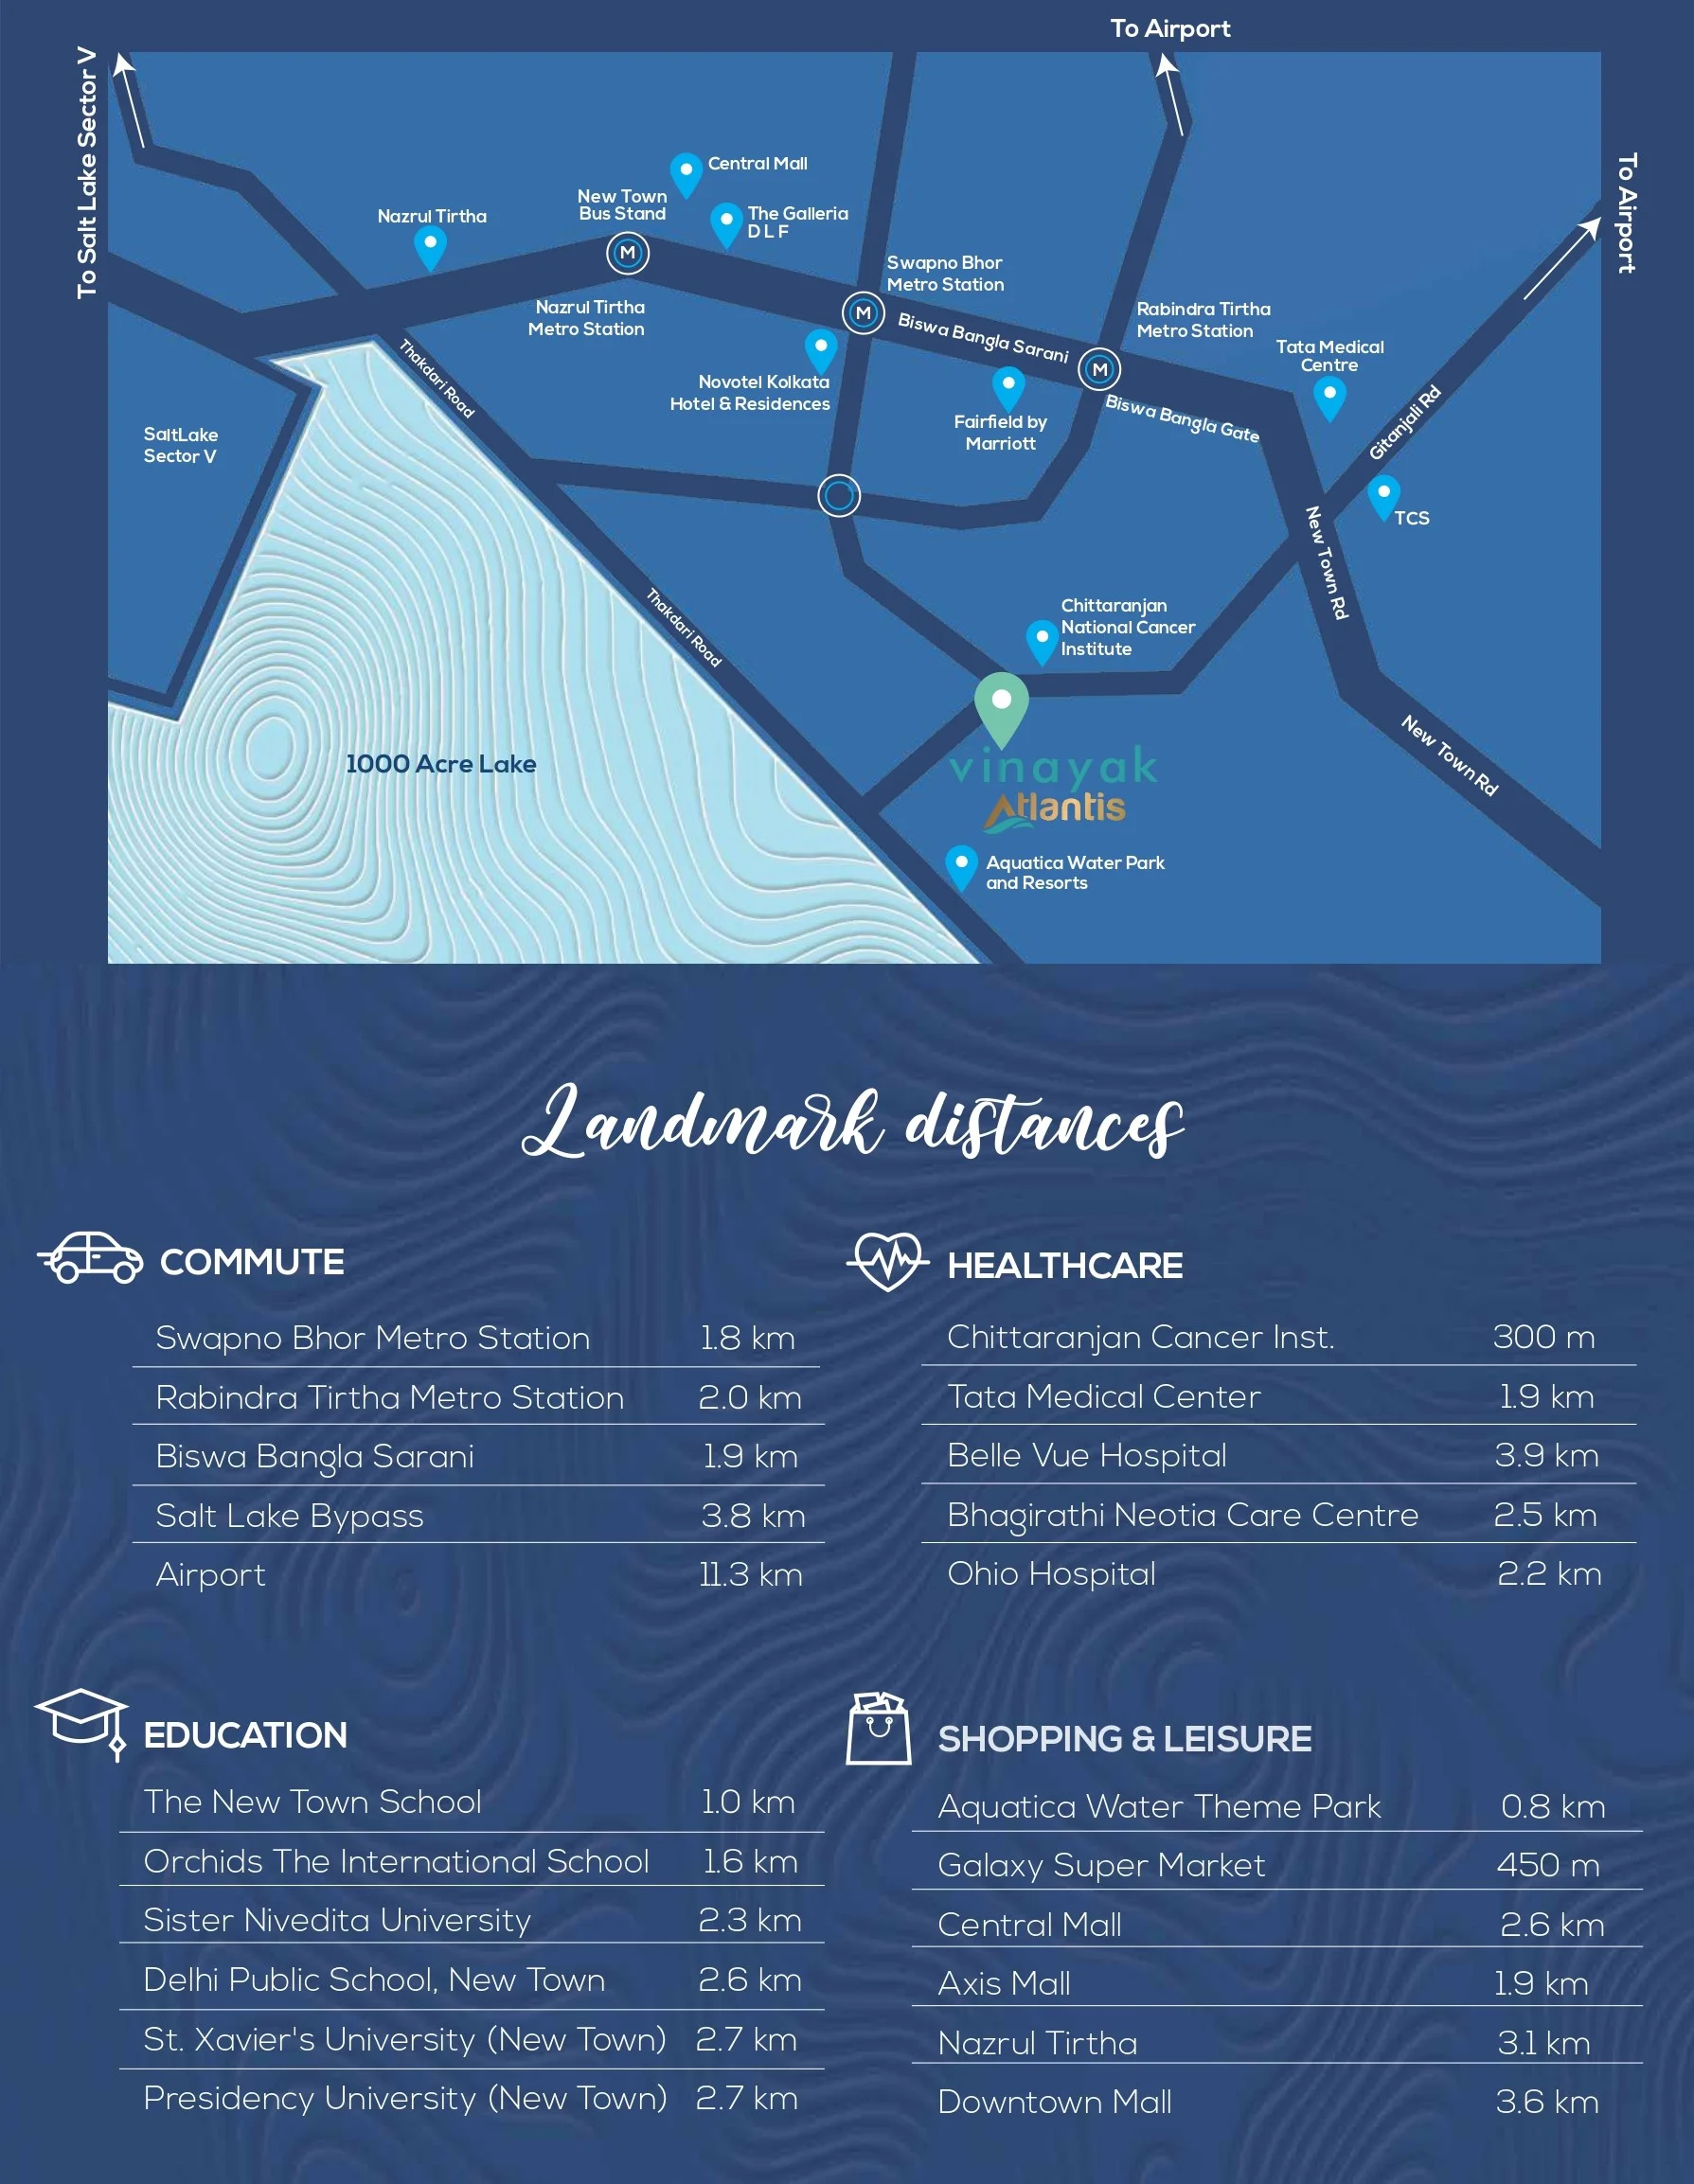 To Airport
To Salt Lake Sector V
To Airport
Central Mall
New Town
Bus Stand
Nazrul Tirtha
The Galleria
D L F
M
Swapno Bhor
Metro Station
Nazrul Tirtha
Metro Station
M
Biswa Bangla Sarani
Rabindra Tirtha
Metro Station
Tata Medical
Centre
M
Thakdari Road
Novotel Kolkata
Hotel & Residences
Fairfield by
Marriott
Biswa Bangla Gate
Gitanjali Rd
SaltLake
Sector V
TCS
New Town Rd
Thakdari Road
Chittaranjan
National Cancer
Institute
1000 Acre Lake
vinayak
Atlantis
New Town Rd
Aquatica Water Park
and Resorts
Landmark distances
COMMUTE
Swapno Bhor Metro Station 1.8 km
Rabindra Tirtha Metro Station 2.0 km
Biswa Bangla Sarani 1.9 km
Salt Lake Bypass 3.8 km
Airport 11.3 km
HEALTHCARE
Chittaranjan Cancer Inst. 300 m
Tata Medical Center 1.9 km
Belle Vue Hospital 3.9 km
Bhagirathi Neotia Care Centre 2.5 km
Ohio Hospital 2.2 km
EDUCATION
The New Town School 1.0 km
Orchids The International School 1.6 km
Sister Nivedita University 2.3 km
Delhi Public School, New Town 2.6 km
St. Xavier's University (New Town) 2.7 km
Presidency University (New Town) 2.7 km
SHOPPING & LEISURE
Aquatica Water Theme Park 0.8 km
Galaxy Super Market 450 m
Central Mall 2.6 km
Axis Mall 1.9 km
Nazrul Tirtha 3.1 km
Downtown Mall 3.6 km